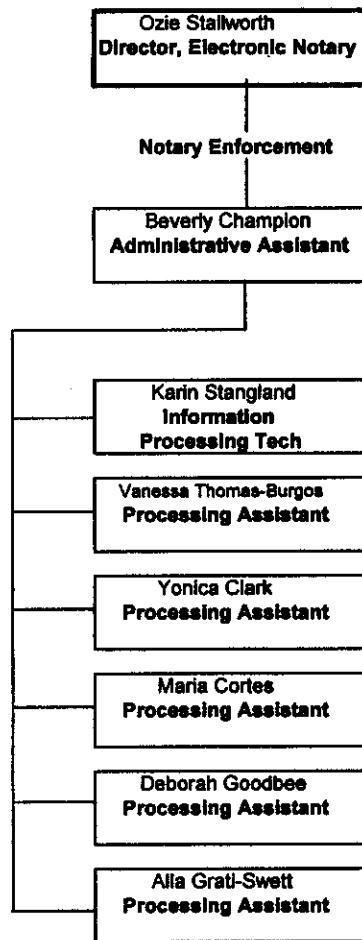 Ozie Stallworth
Director, Electronic Notary
Notary Enforcement
Beverly Champion
Administrative Assistant
Karin Stangland
Information
Processing Tech
Vanessa Thomas-Burgos
Processing Assistant
Yonica Clark
Processing Assistant
Maria Cortes
Processing Assistant
Deborah Goodbee
Processing Assistant
Alla Grati-Swett
Processing Assistant